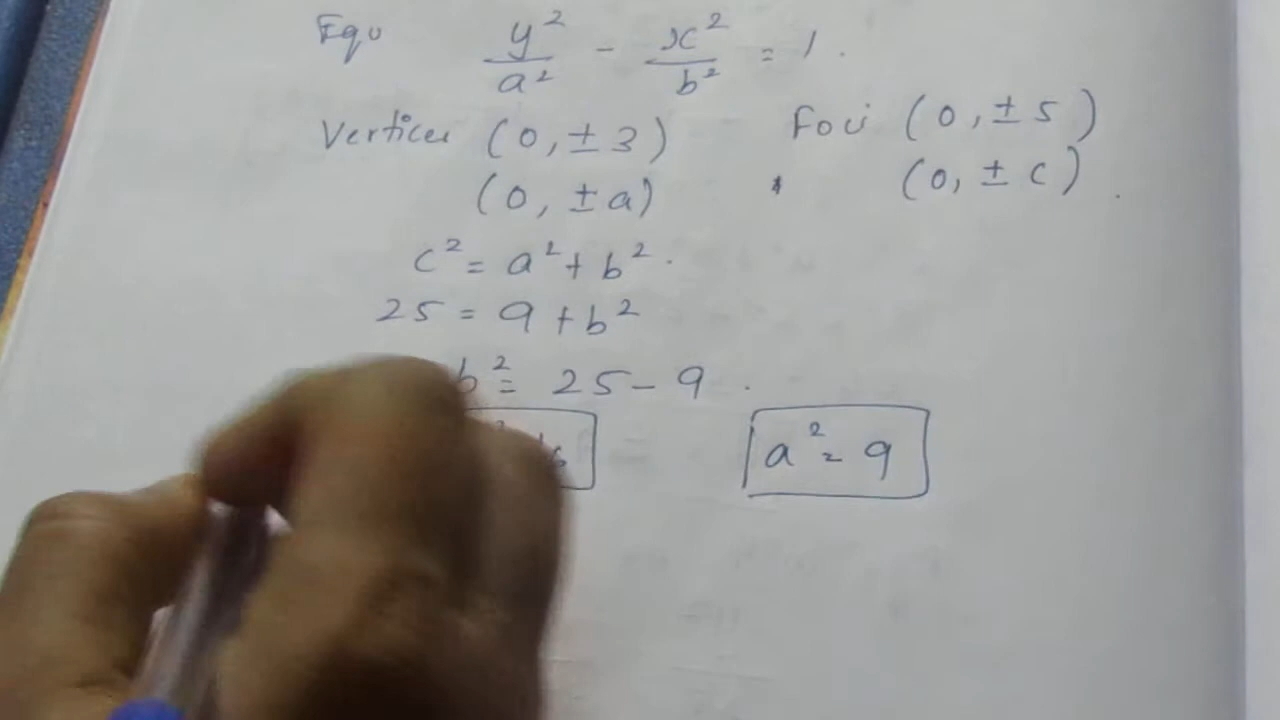 Equ y²/a² - x²/b² = 1.
Vertices (0, ±3) Foci (0, ±5)
(0, ±a) (0, ±c).
c² = a² + b².
25 = 9 + b²
b² = 25 - 9.
a² = 9